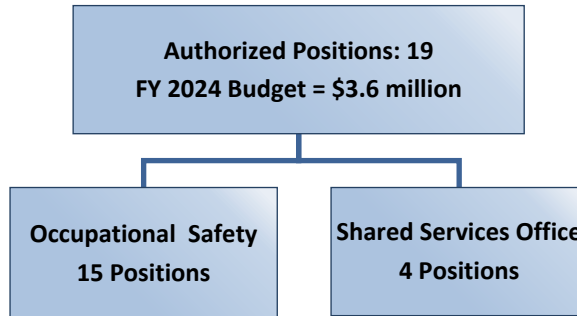 Authorized Positions: 19
FY 2024 Budget = $3.6 million
Occupational Safety
15 Positions
Shared Services Office
4 Positions